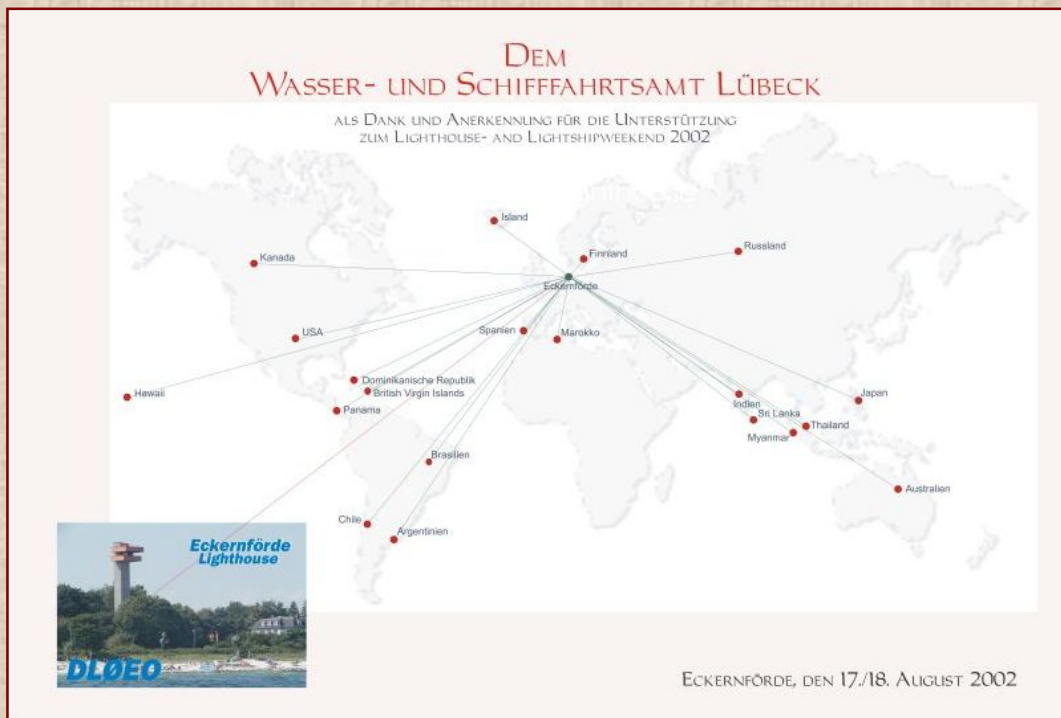 DEM
WASSER- UND SCHIFFFAHRTSAMT LÜBECK
ALS DANK UND ANERKENNUNG FÜR DIE UNTERSTÜTZUNG
ZUM LIGHTHOUSE- AND LIGHTSHIPWEEKEND 2002
Island
Finnland
Russland
Kanada
Eckernförde
USA
Spanien
Marokko
Hawaii
Dominikanische Republik
British Virgin Islands
Panama
Indien
Japan
Sri Lanka
Thailand
Myanmar
Brasilien
Australien
Chile
Argentinien
Eckernförde
Lighthouse
DLØEO
ECKERNFÖRDE, DEN 17./18. AUGUST 2002